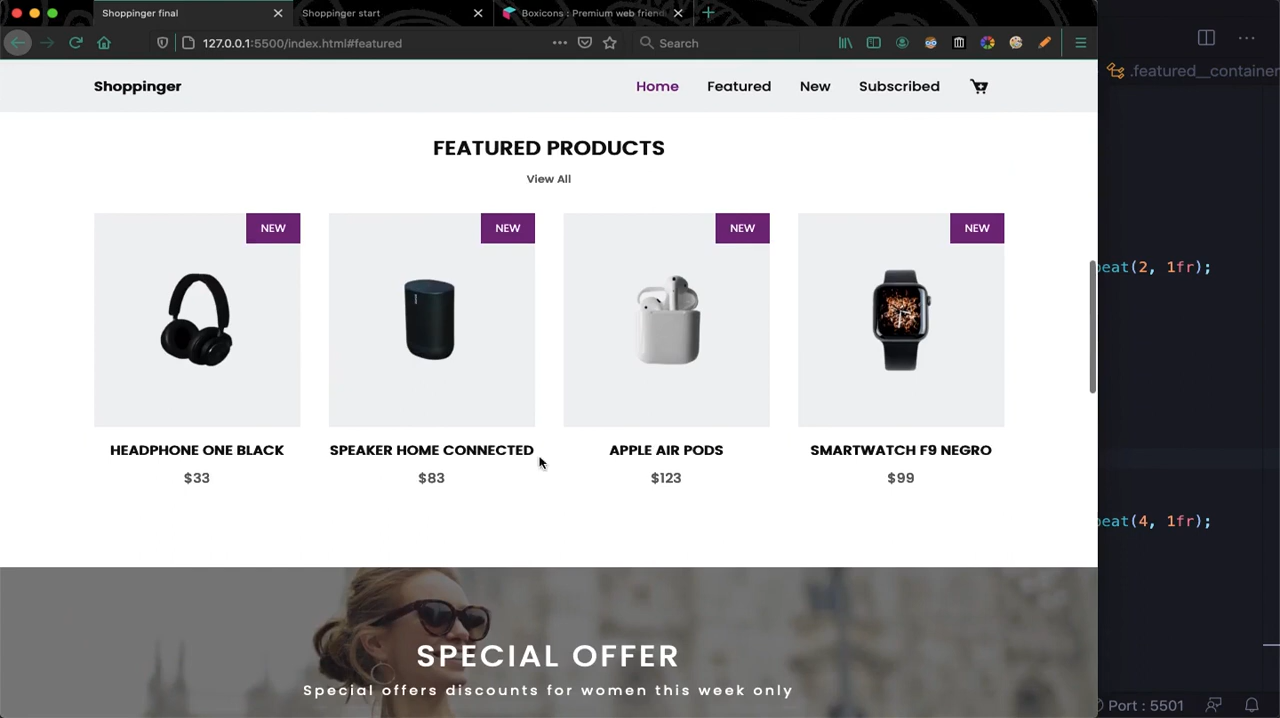 Shoppinger final
Shoppinger start
Boxicons : Premium web friend
127.0.0.1:5500/index.html#featured
Search
.featured__container
Shoppinger
Home
Featured
New
Subscribed
FEATURED PRODUCTS
View All
NEW
NEW
NEW
NEW
peat(2, 1fr);
HEADPHONE ONE BLACK
SPEAKER HOME CONNECTED
APPLE AIR PODS
SMARTWATCH F9 NEGRO
$33
$83
$123
$99
peat(4, 1fr);
SPECIAL OFFER
Special offers discounts for women this week only
Port : 5501